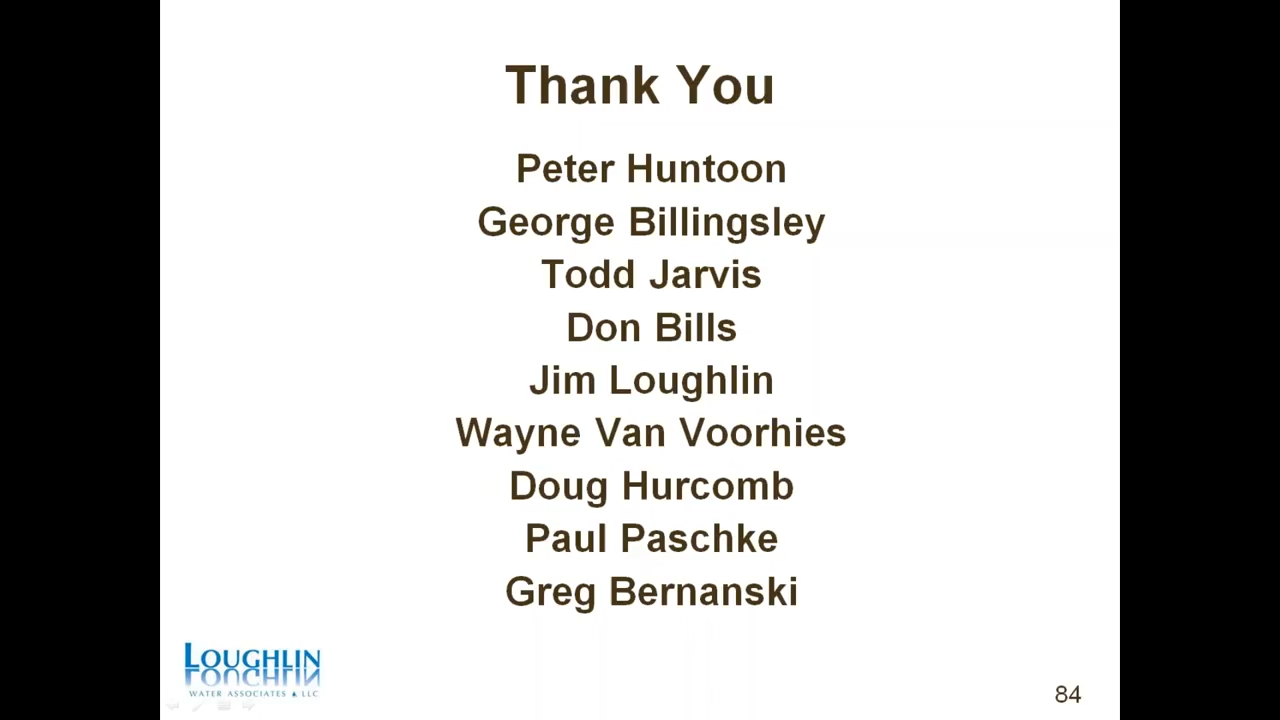 Thank You
Peter Huntoon
George Billingsley
Todd Jarvis
Don Bills
Jim Loughlin
Wayne Van Voorhies
Doug Hurcomb
Paul Paschke
Greg Bernanski
LOUGHLIN
WATER ASSOCIATES LLC
84